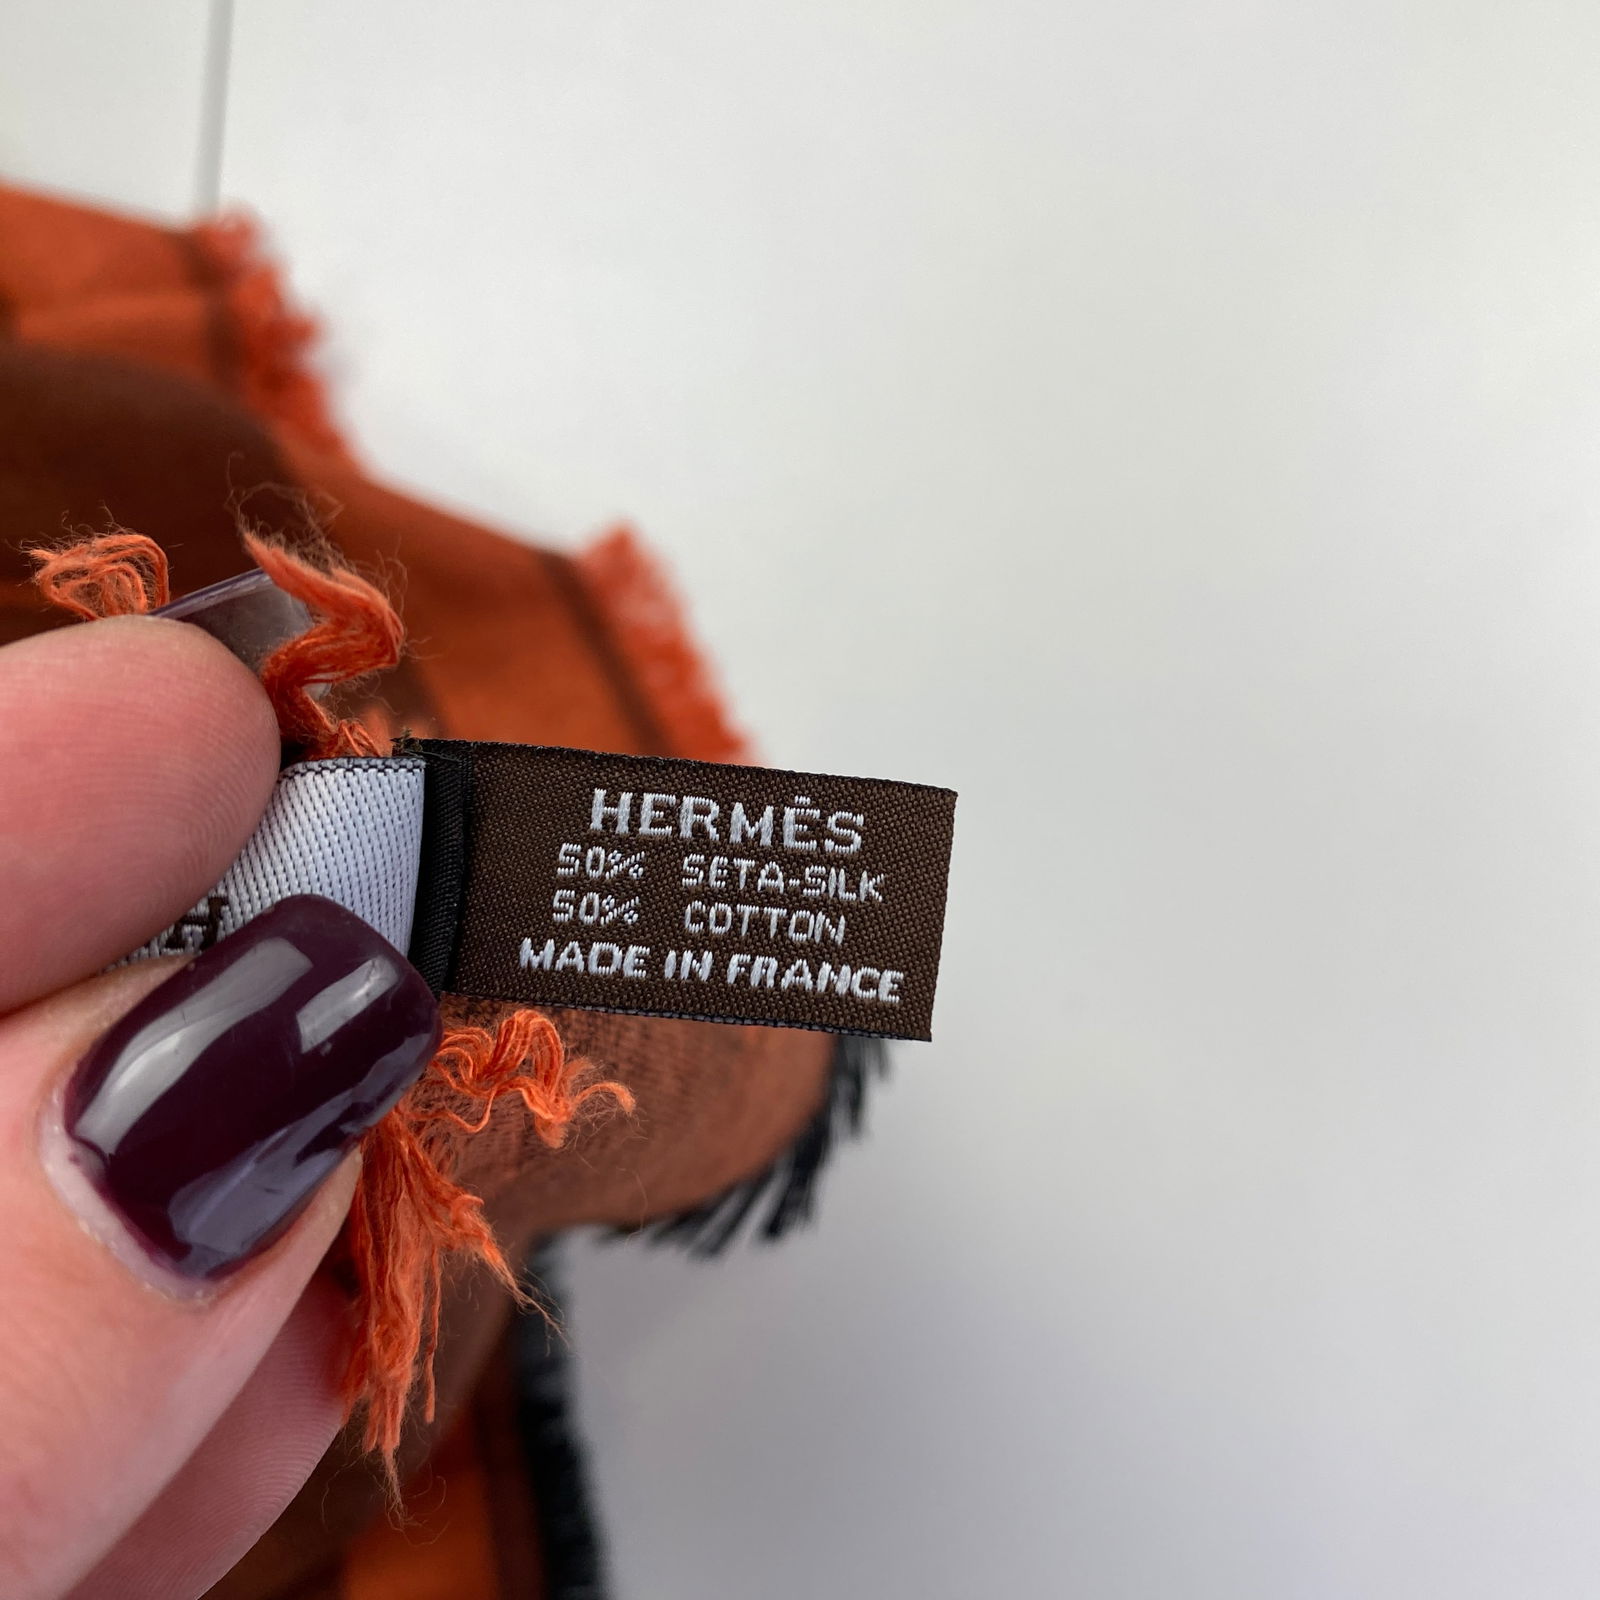 HERMÈS
50% SETA-SILK
50% COTTON
MADE IN FRANCE